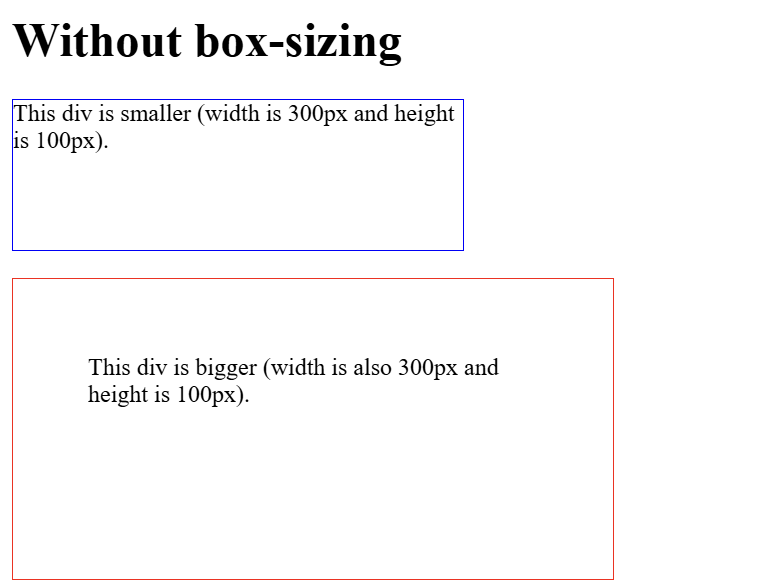 Without box-sizing
This div is smaller (width is 300px and height
is 100px).
This div is bigger (width is also 300px and
height is 100px).